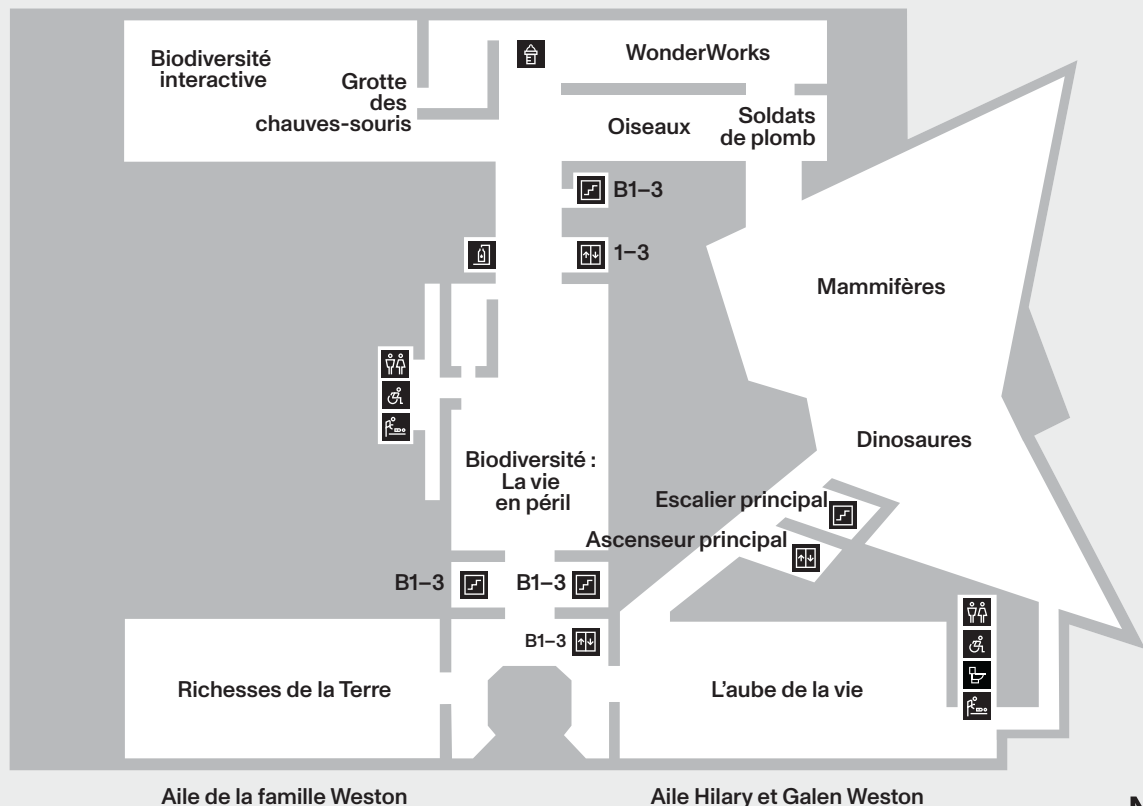 Biodiversité
interactive
Grotte
des
chauves-souris
WonderWorks
Oiseaux
Soldats
de plomb
B1–3
1–3
Mammifères
Dinosaures
Biodiversité :
La vie
en péril
Escalier principal
Ascenseur principal
B1–3
B1–3
B1–3
Richesses de la Terre
L'aube de la vie
Aile de la famille Weston
Aile Hilary et Galen Weston